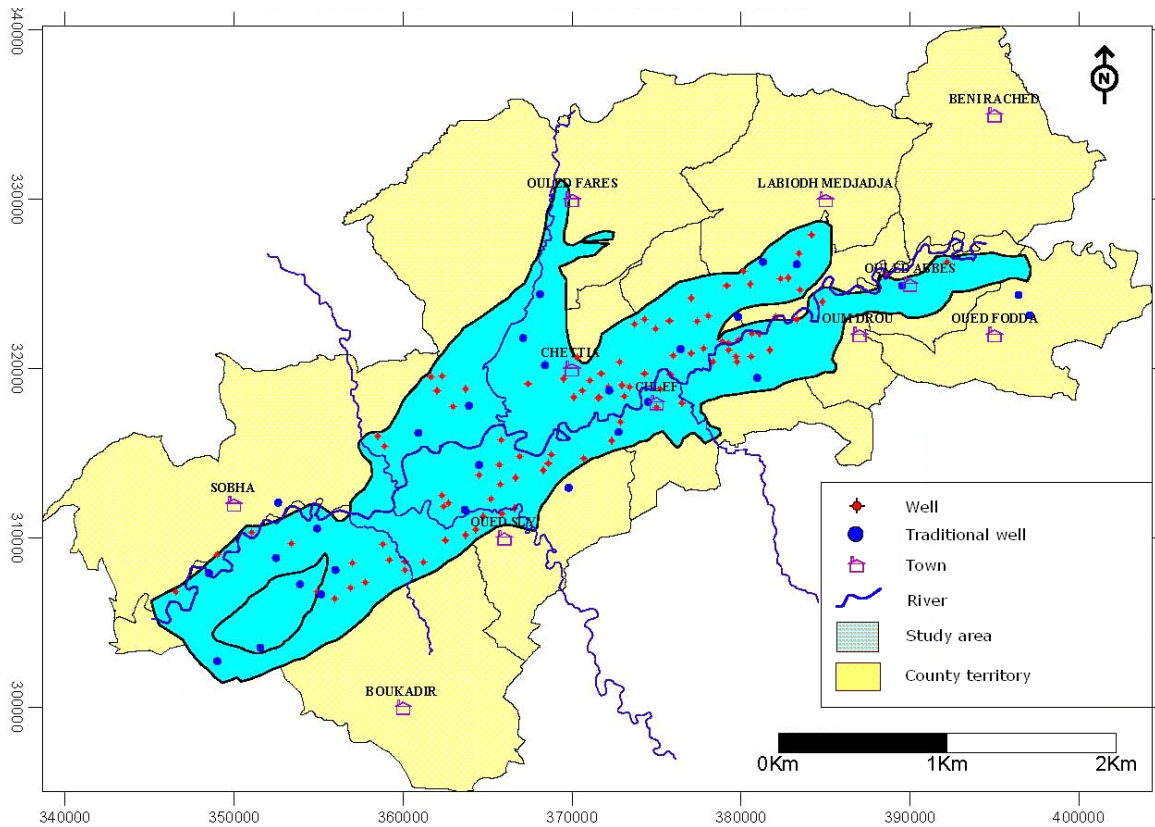 340000
330000
320000
310000
300000
N
BENI RACHED
OULED FARES
LABIODH MEDJADJA
OULED ABBES
OUM DROU
OUED FODDA
CHETTIA
CHLEF
SOBHA
OUED SLY
BOUKADIR
Well
Traditional well
Town
River
Study area
County territory
0Km 1Km 2Km
340000 350000 360000 370000 380000 390000 400000